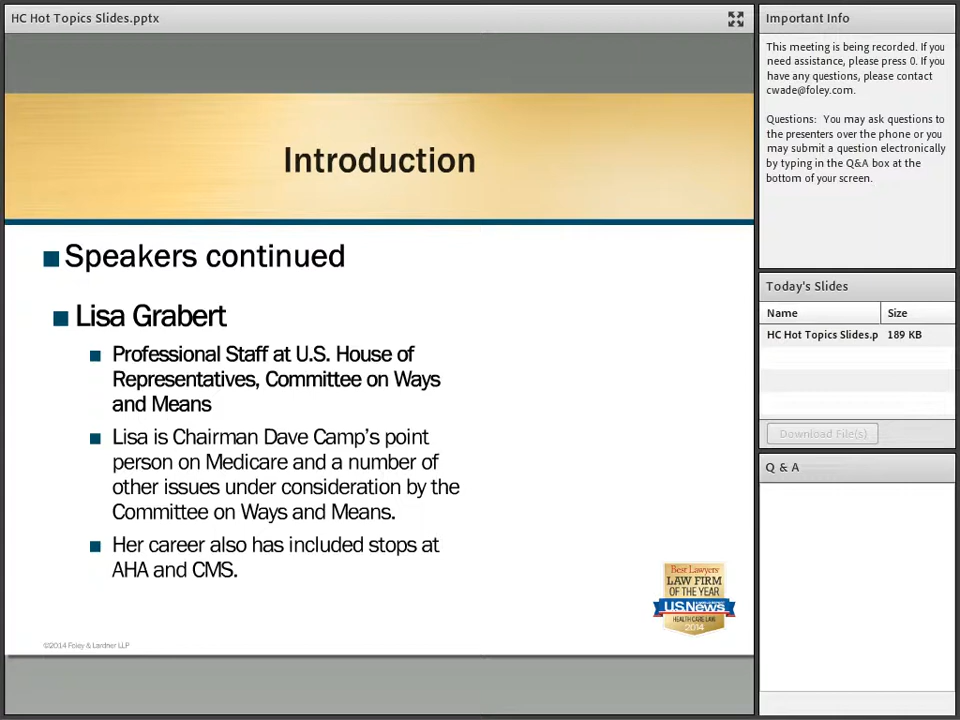 HC Hot Topics Slides.pptx
Introduction
Speakers continued
Lisa Grabert
Professional Staff at U.S. House of
Representatives, Committee on Ways
and Means
Lisa is Chairman Dave Camp's point
person on Medicare and a number of
other issues under consideration by the
Committee on Ways and Means.
Her career also has included stops at
AHA and CMS.
Best Lawyers
LAW FIRM
OF THE YEAR
USNews
HEALTH CARE LAW
2014
©2014 Foley & Lardner LLP
Important Info
This meeting is being recorded. If you
need assistance, please press 0. If you
have any questions, please contact
cwade@foley.com.
Questions: You may ask questions to
the presenters over the phone or you
may submit a question electronically
by typing in the Q&A box at the
bottom of your screen.
Today's Slides
Name Size
HC Hot Topics Slides.p 189 KB
Download File(s)
Q & A